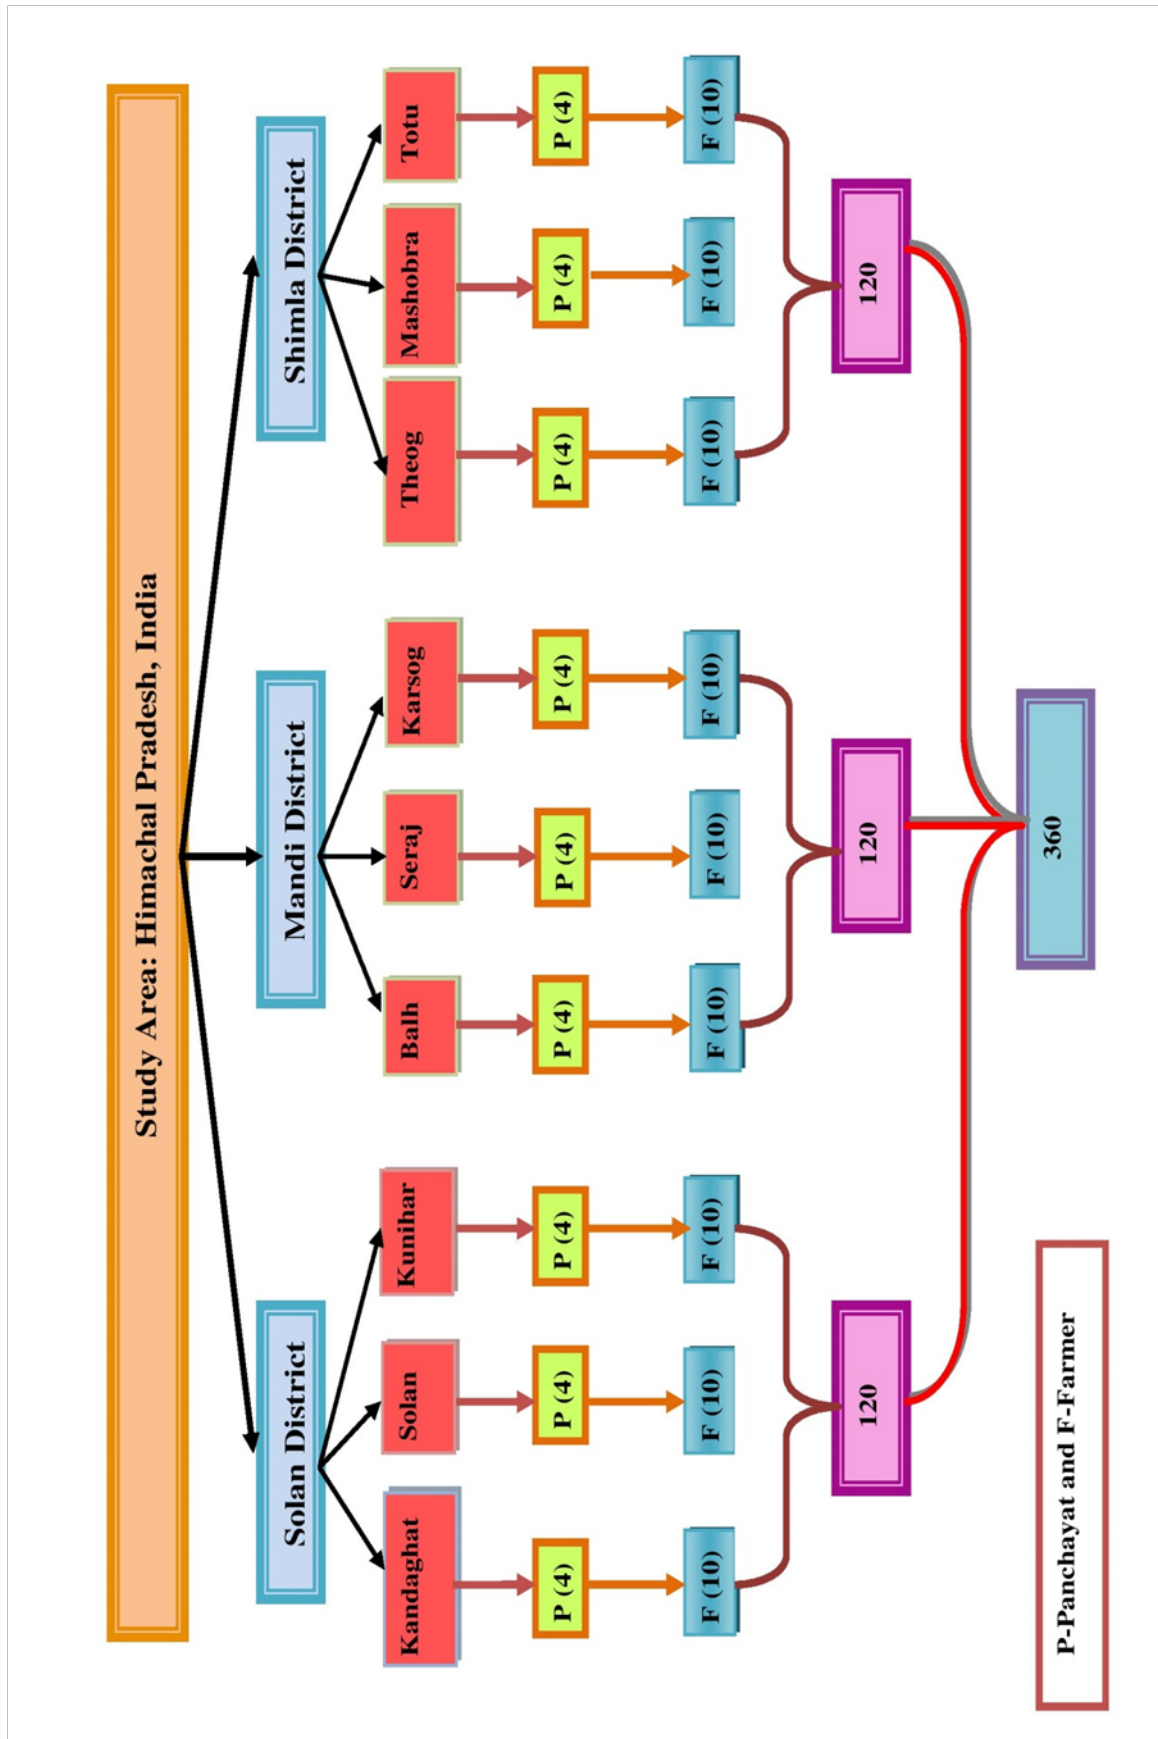 Study Area: Himachal Pradesh, India
Solan District
Mandi District
Shimla District
Kandaghat
Solan
Kunihar
Balh
Seraj
Karsog
Theog
Mashobra
Totu
P (4)
P (4)
P (4)
P (4)
P (4)
P (4)
P (4)
P (4)
P (4)
F (10)
F (10)
F (10)
F (10)
F (10)
F (10)
F (10)
F (10)
F (10)
120
120
120
360
P-Panchayat and F-Farmer